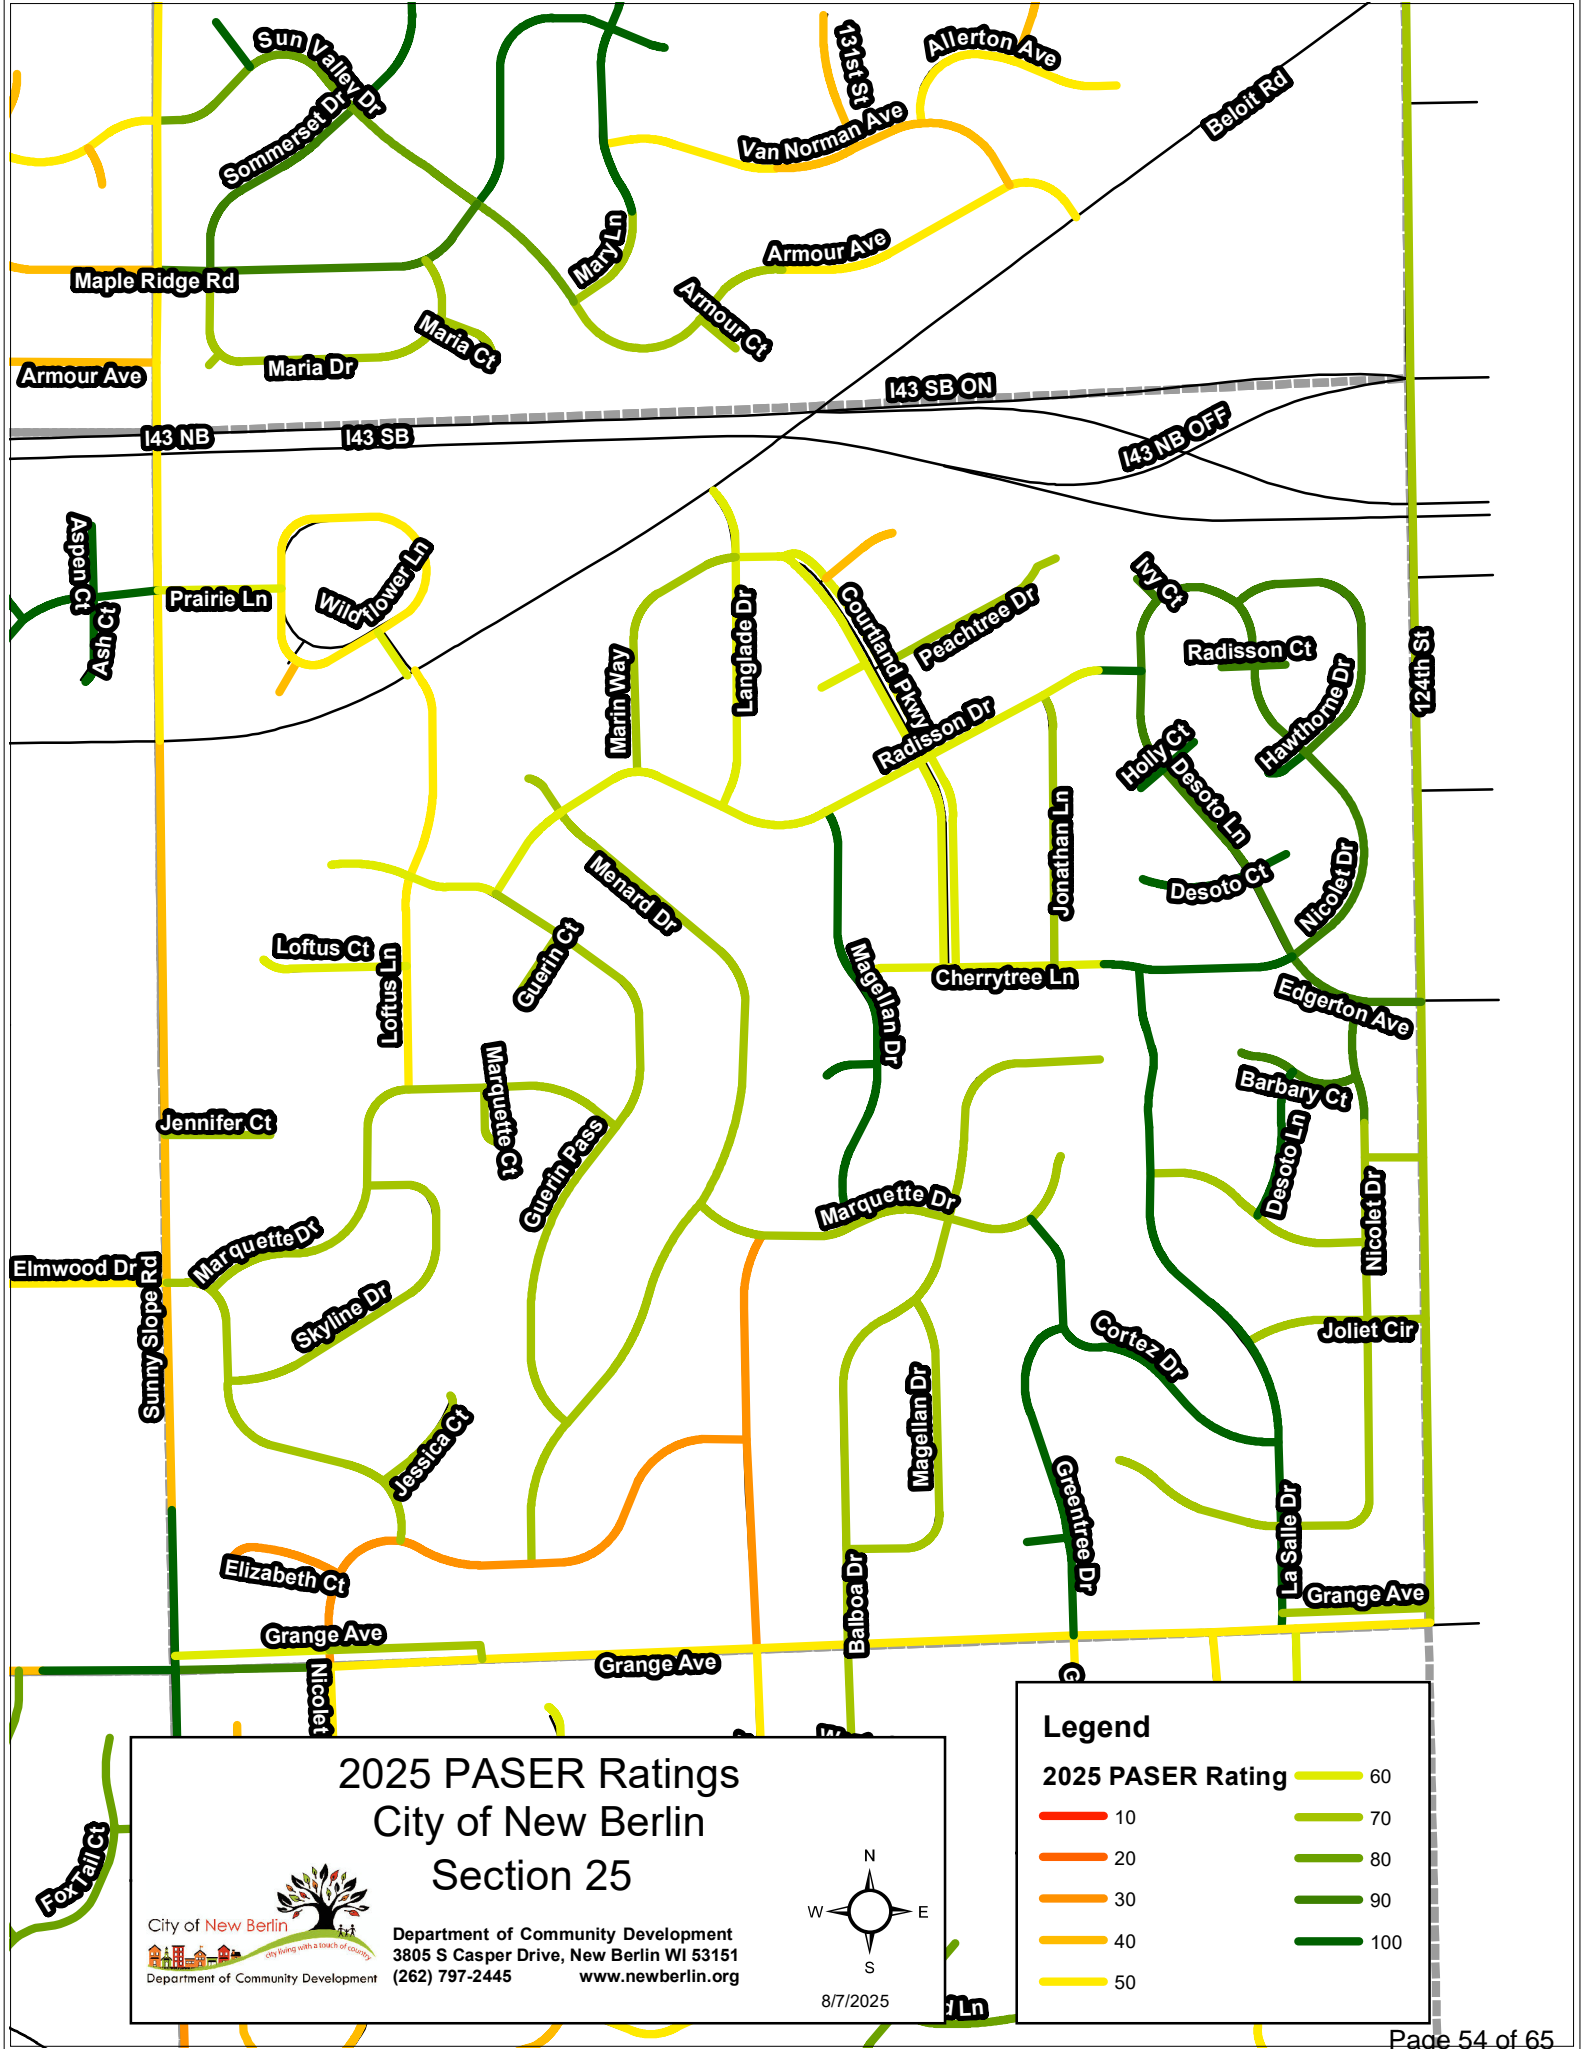 Sun Valley Dr
131st St
Allerton Ave
Beloit Rd
Sommerset Dr
Van Norman Ave
Mary Ln
Armour Ave
Maple Ridge Rd
Armour Ct
Maria Ct
Maria Dr
Armour Ave
I43 SB ON
I43 NB
I43 SB
I43 NB OFF
Aspen Ct
Ash Ct
Prairie Ln
Wildflower Ln
Ivy Ct
Courtland Pkwy
Peachtree Dr
Langlade Dr
Marin Way
Radisson Ct
Hawthorne Dr
124th St
Radisson Dr
Holly Ct
Desoto Ln
Jonathan Ln
Menard Dr
Desoto Ct
Nicolet Dr
Loftus Ct
Loftus Ln
Guerin Ct
Magellan Dr
Cherrytree Ln
Edgerton Ave
Marquette Ct
Barbary Ct
Jennifer Ct
Guerin Pass
Desoto Ln
Marquette Dr
Nicolet Dr
Marquette Dr
Elmwood Dr
Sunny Slope Rd
Skyline Dr
Joliet Cir
Cortez Dr
Magellan Dr
Jessica Ct
Greentree Dr
La Salle Dr
Elizabeth Ct
Balboa Dr
Grange Ave
Grange Ave
Grange Ave
Nicolet
G
Fox Tail Ct
d Ln
2025 PASER Ratings
City of New Berlin
Section 25
City of New Berlin
city living with a touch of country
Department of Community Development
Department of Community Development
3805 S Casper Drive, New Berlin WI 53151
(262) 797-2445 www.newberlin.org
N
W E
S
8/7/2025
Legend
2025 PASER Rating
10
20
30
40
50
60
70
80
90
100
Page 54 of 65